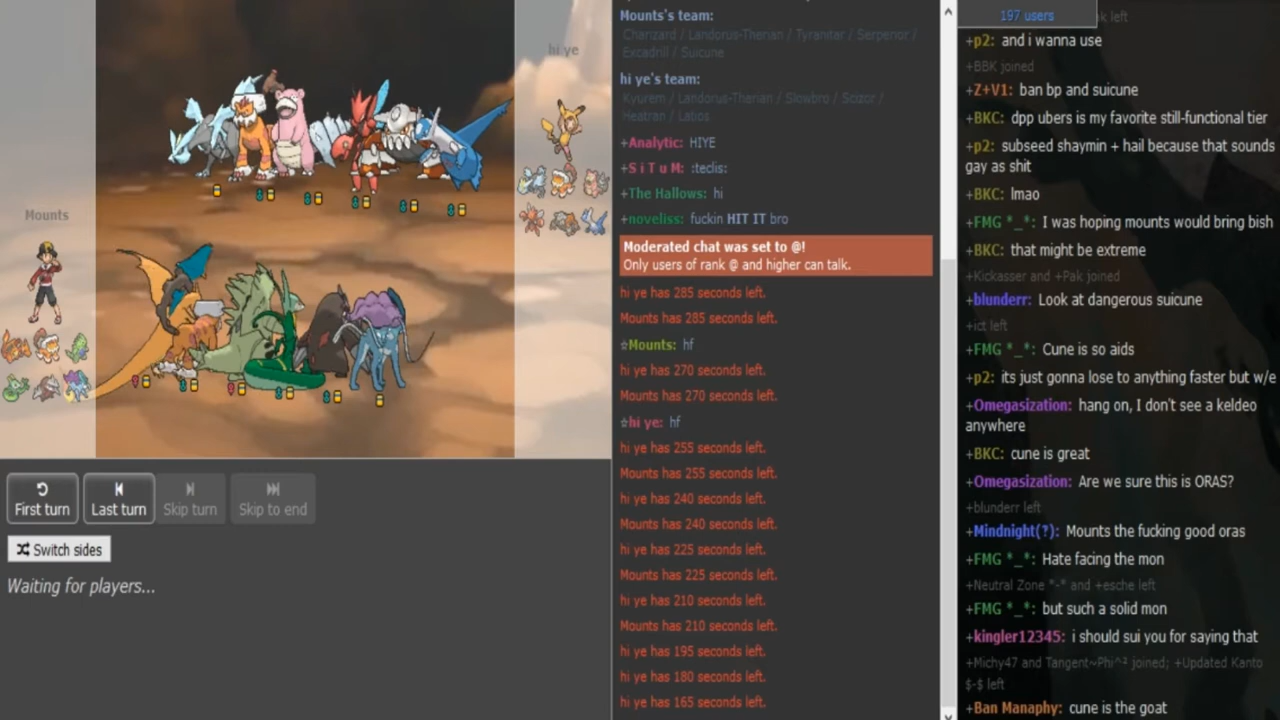 hi ye
Mounts
First turn
Last turn
Skip turn
Skip to end
Switch sides
Waiting for players...
Mounts's team:
Charizard / Landorus-Therian / Tyranitar / Serperior /
Excadrill / Suicune
hi ye's team:
Kyurem / Landorus-Therian / Slowbro / Scizor /
Heatran / Latios
+Analytic: HIYE
+S i T u M: :teclis:
+The Hallows: hi
+noveliss: fuckin HIT IT bro
Moderated chat was set to @!
Only users of rank @ and higher can talk.
hi ye has 285 seconds left.
Mounts has 285 seconds left.
☆Mounts: hf
hi ye has 270 seconds left.
Mounts has 270 seconds left.
☆hi ye: hf
hi ye has 255 seconds left.
Mounts has 255 seconds left.
hi ye has 240 seconds left.
Mounts has 240 seconds left.
hi ye has 225 seconds left.
Mounts has 225 seconds left.
hi ye has 210 seconds left.
Mounts has 210 seconds left.
hi ye has 195 seconds left.
hi ye has 180 seconds left.
hi ye has 165 seconds left.
197 users
left
+p2: and i wanna use
+BBK joined
+Z+V1: ban bp and suicune
+BKC: dpp ubers is my favorite still-functional tier
+p2: subseed shaymin + hail because that sounds
gay as shit
+BKC: lmao
+FMG *_*: I was hoping mounts would bring bish
+BKC: that might be extreme
+Kickasser and +Pak joined
+blunderr: Look at dangerous suicune
+ict left
+FMG *_*: Cune is so aids
+p2: its just gonna lose to anything faster but w/e
+Omegasization: hang on, I don't see a keldeo
anywhere
+BKC: cune is great
+Omegasization: Are we sure this is ORAS?
+blunderr left
+Mindnight(?): Mounts the fucking good oras
+FMG *_*: Hate facing the mon
+Neutral Zone *-* and +esche left
+FMG *_*: but such a solid mon
+kingler12345: i should sui you for saying that
+Michy47 and Tangent~Phi^² joined; +Updated Kanto
$-$ left
+Ban Manaphy: cune is the goat